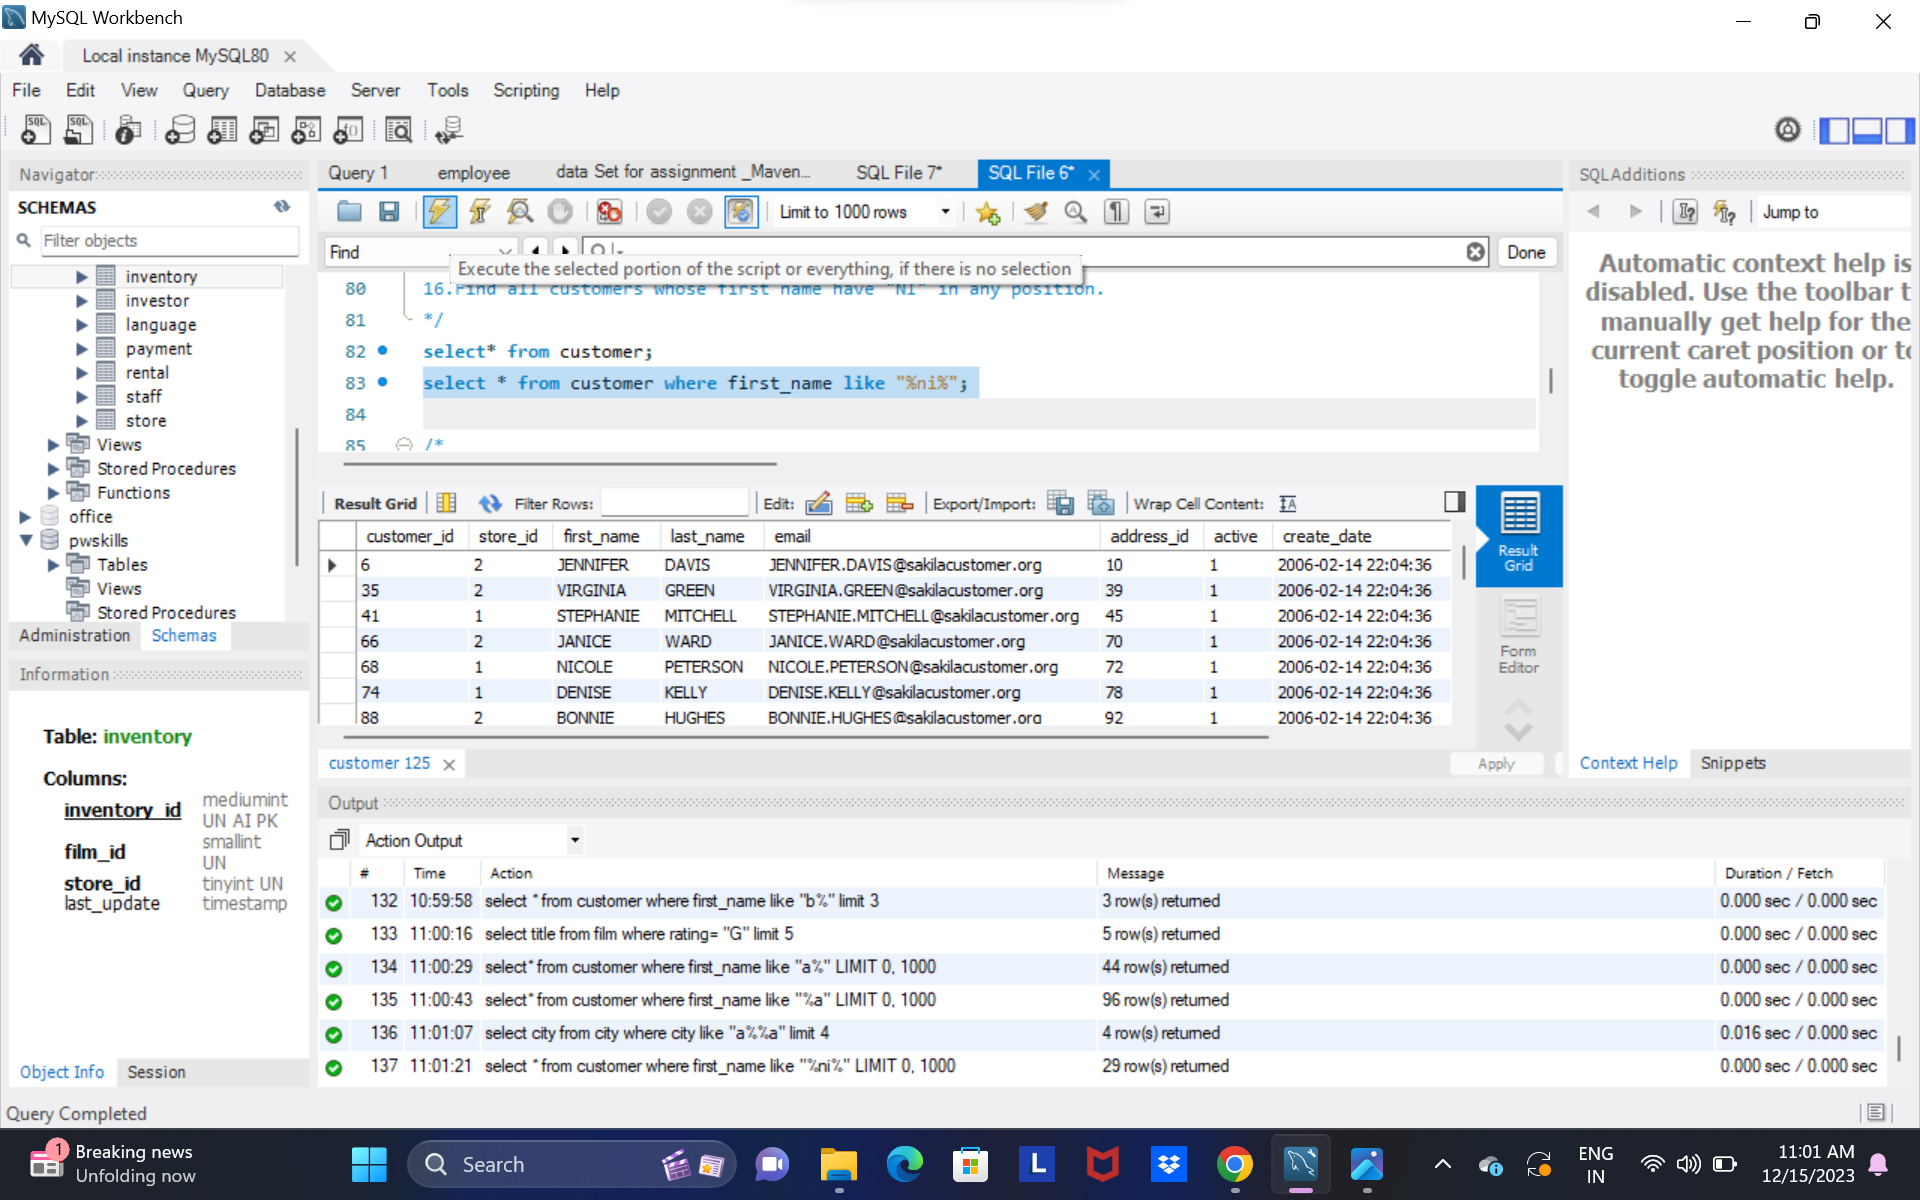 MySQL Workbench
Local instance MySQL80
File Edit View Query Database Server Tools Scripting Help
Navigator
SCHEMAS
Filter objects
inventory
investor
language
payment
rental
staff
store
Views
Stored Procedures
Functions
office
pwskills
Tables
Views
Stored Procedures
Administration Schemas
Information
Table: inventory
Columns:
inventory_id mediumint
UN AI PK
film_id smallint
UN
store_id tinyint UN
last_update timestamp
Object Info Session
Query Completed
Query 1 employee data Set for assignment _Maven... SQL File 7* SQL File 6*
Limit to 1000 rows
Find
Done
Execute the selected portion of the script or everything, if there is no selection
80 16.Find all customers whose first name have "NI" in any position.
81 */
82 select* from customer;
83 select * from customer where first_name like "%ni%";
84
85 /*
Result Grid Filter Rows: Edit: Export/Import: Wrap Cell Content:
customer_id store_id first_name last_name email address_id active create_date
6 2 JENNIFER DAVIS JENNIFER.DAVIS@sakilacustomer.org 10 1 2006-02-14 22:04:36
35 2 VIRGINIA GREEN VIRGINIA.GREEN@sakilacustomer.org 39 1 2006-02-14 22:04:36
41 1 STEPHANIE MITCHELL STEPHANIE.MITCHELL@sakilacustomer.org 45 1 2006-02-14 22:04:36
66 2 JANICE WARD JANICE.WARD@sakilacustomer.org 70 1 2006-02-14 22:04:36
68 1 NICOLE PETERSON NICOLE.PETERSON@sakilacustomer.org 72 1 2006-02-14 22:04:36
74 1 DENISE KELLY DENISE.KELLY@sakilacustomer.org 78 1 2006-02-14 22:04:36
88 2 BONNIE HUGHES BONNIE.HUGHES@sakilacustomer.org 92 1 2006-02-14 22:04:36
Result
Grid
Form
Editor
customer 125
Apply
SQLAdditions
Jump to
Automatic context help is
disabled. Use the toolbar t
manually get help for the
current caret position or to
toggle automatic help.
Context Help Snippets
Output
Action Output
# Time Action Message Duration / Fetch
132 10:59:58 select * from customer where first_name like "b%" limit 3 3 row(s) returned 0.000 sec / 0.000 sec
133 11:00:16 select title from film where rating= "G" limit 5 5 row(s) returned 0.000 sec / 0.000 sec
134 11:00:29 select* from customer where first_name like "a%" LIMIT 0, 1000 44 row(s) returned 0.000 sec / 0.000 sec
135 11:00:43 select* from customer where first_name like "%a" LIMIT 0, 1000 96 row(s) returned 0.000 sec / 0.000 sec
136 11:01:07 select city from city where city like "a%%a" limit 4 4 row(s) returned 0.016 sec / 0.000 sec
137 11:01:21 select * from customer where first_name like "%ni%" LIMIT 0, 1000 29 row(s) returned 0.000 sec / 0.000 sec
1
Breaking news
Unfolding now
Search
L
ENG
IN
11:01 AM
12/15/2023